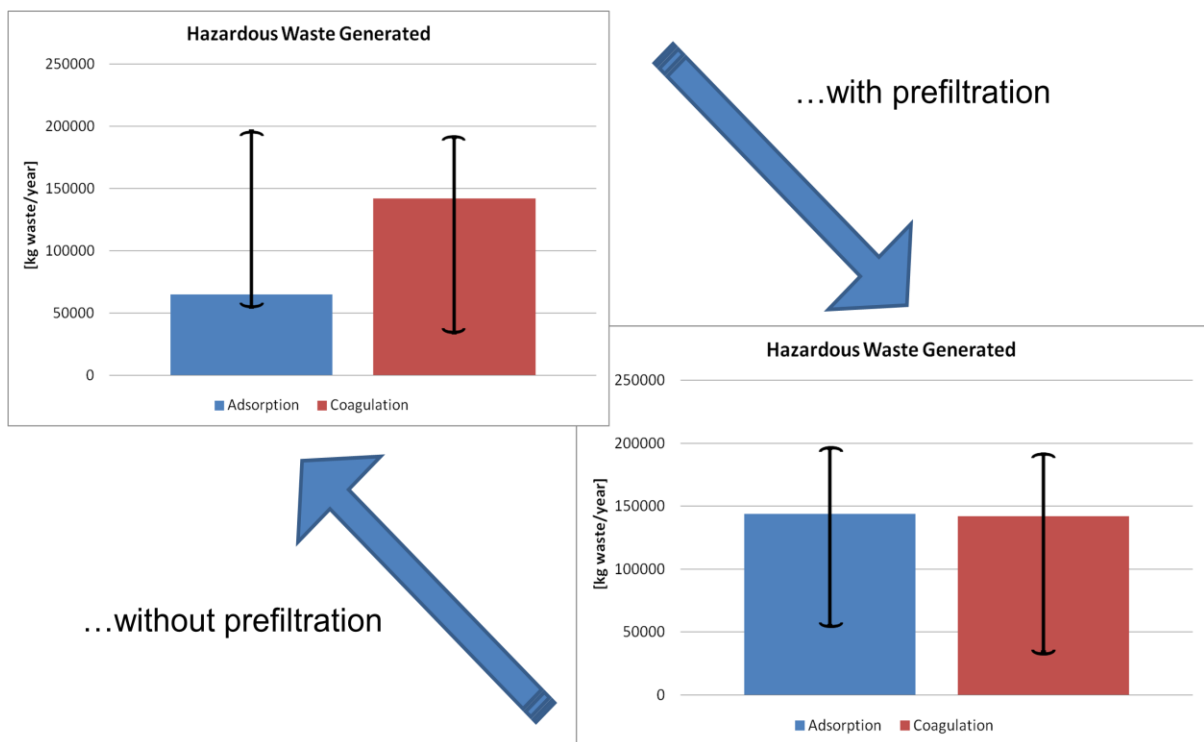 Hazardous Waste Generated
[kg waste/year]
250000
200000
150000
100000
50000
0
Adsorption Coagulation
…with prefiltration
…without prefiltration
Hazardous Waste Generated
[kg waste/year]
250000
200000
150000
100000
50000
0
Adsorption Coagulation